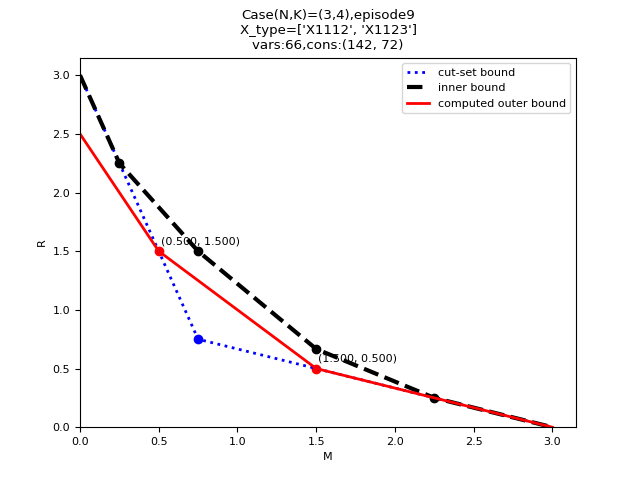 Case(N,K)=(3,4),episode9
X_type=['X1112', 'X1123']
vars:66,cons:(142, 72)
cut-set bound
inner bound
computed outer bound
3.0
2.5
2.0
1.5
1.0
0.5
0.0
R
(0.500, 1.500)
(1.500, 0.500)
0.0
0.5
1.0
1.5
2.0
2.5
3.0
M